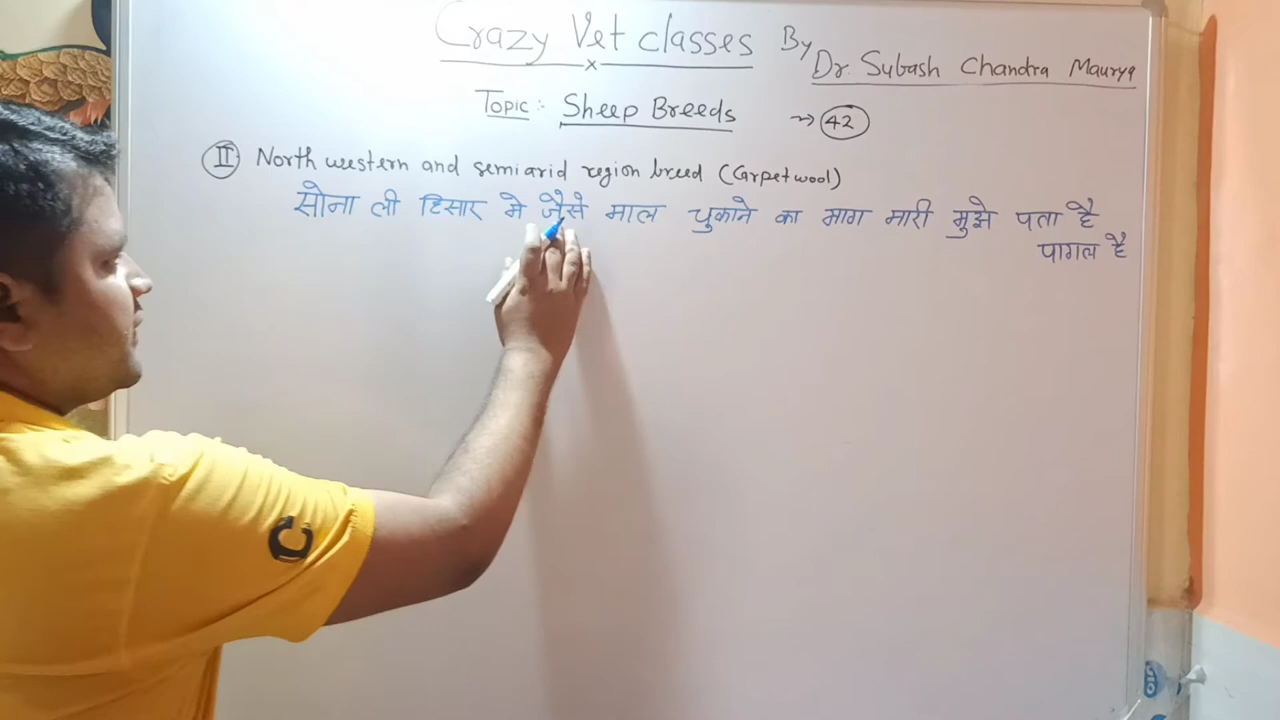 Crazy Vet classes By Dr. Subash Chandra Maurya
x
Topic:- Sheep Breeds → 42
II North western and semiarid region breed (Carpet wool)
सोना ली हिसार मे जैसे माल चुकाने का माग मारी मुझे पता है
पागल है
C